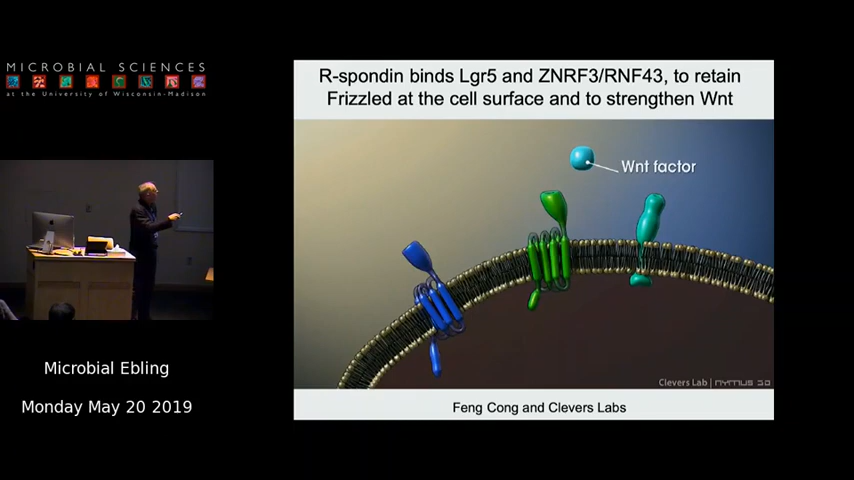 MICROBIAL SCIENCES
at the University of Wisconsin-Madison
Microbial Ebling
Monday May 20 2019
R-spondin binds Lgr5 and ZNRF3/RNF43, to retain
Frizzled at the cell surface and to strengthen Wnt
Wnt factor
Clevers Lab | NYMUS 3D
Feng Cong and Clevers Labs